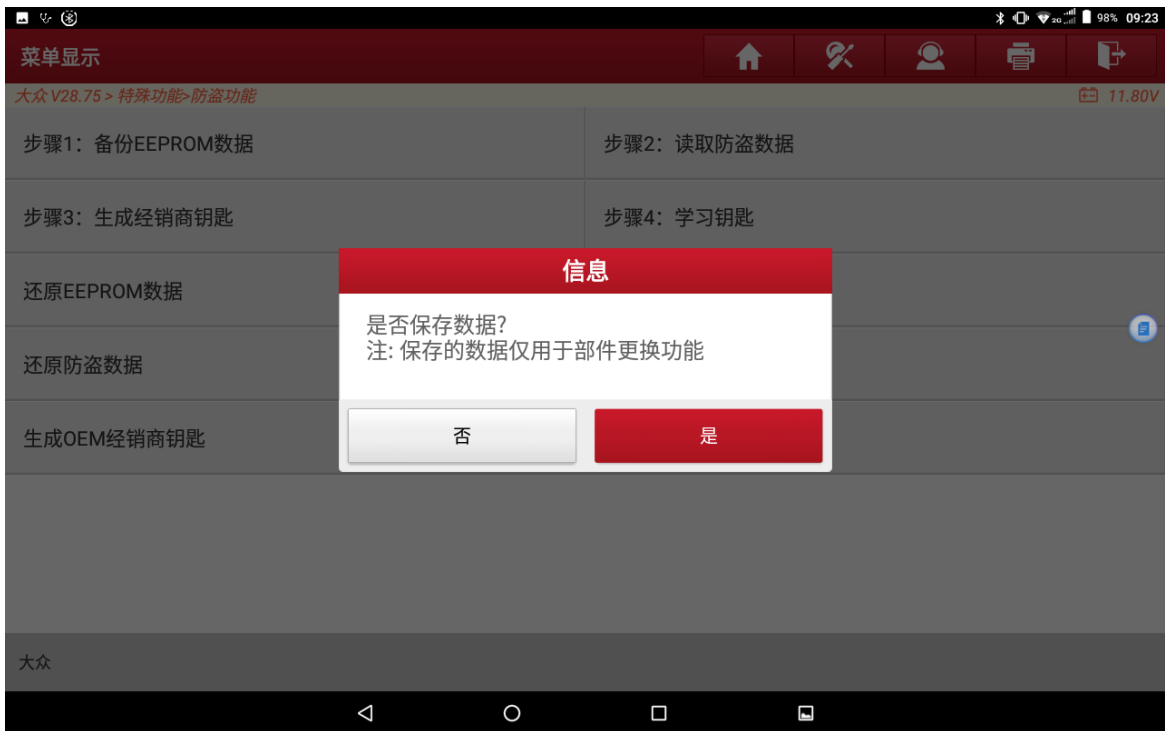 98% 09:23
菜单显示
大众 V28.75 > 特殊功能>防盗功能
11.80V
步骤1：备份EEPROM数据
步骤2：读取防盗数据
步骤3：生成经销商钥匙
步骤4：学习钥匙
还原EEPROM数据
还原防盗数据
生成OEM经销商钥匙
信息
是否保存数据?
注: 保存的数据仅用于部件更换功能
否
是
大众